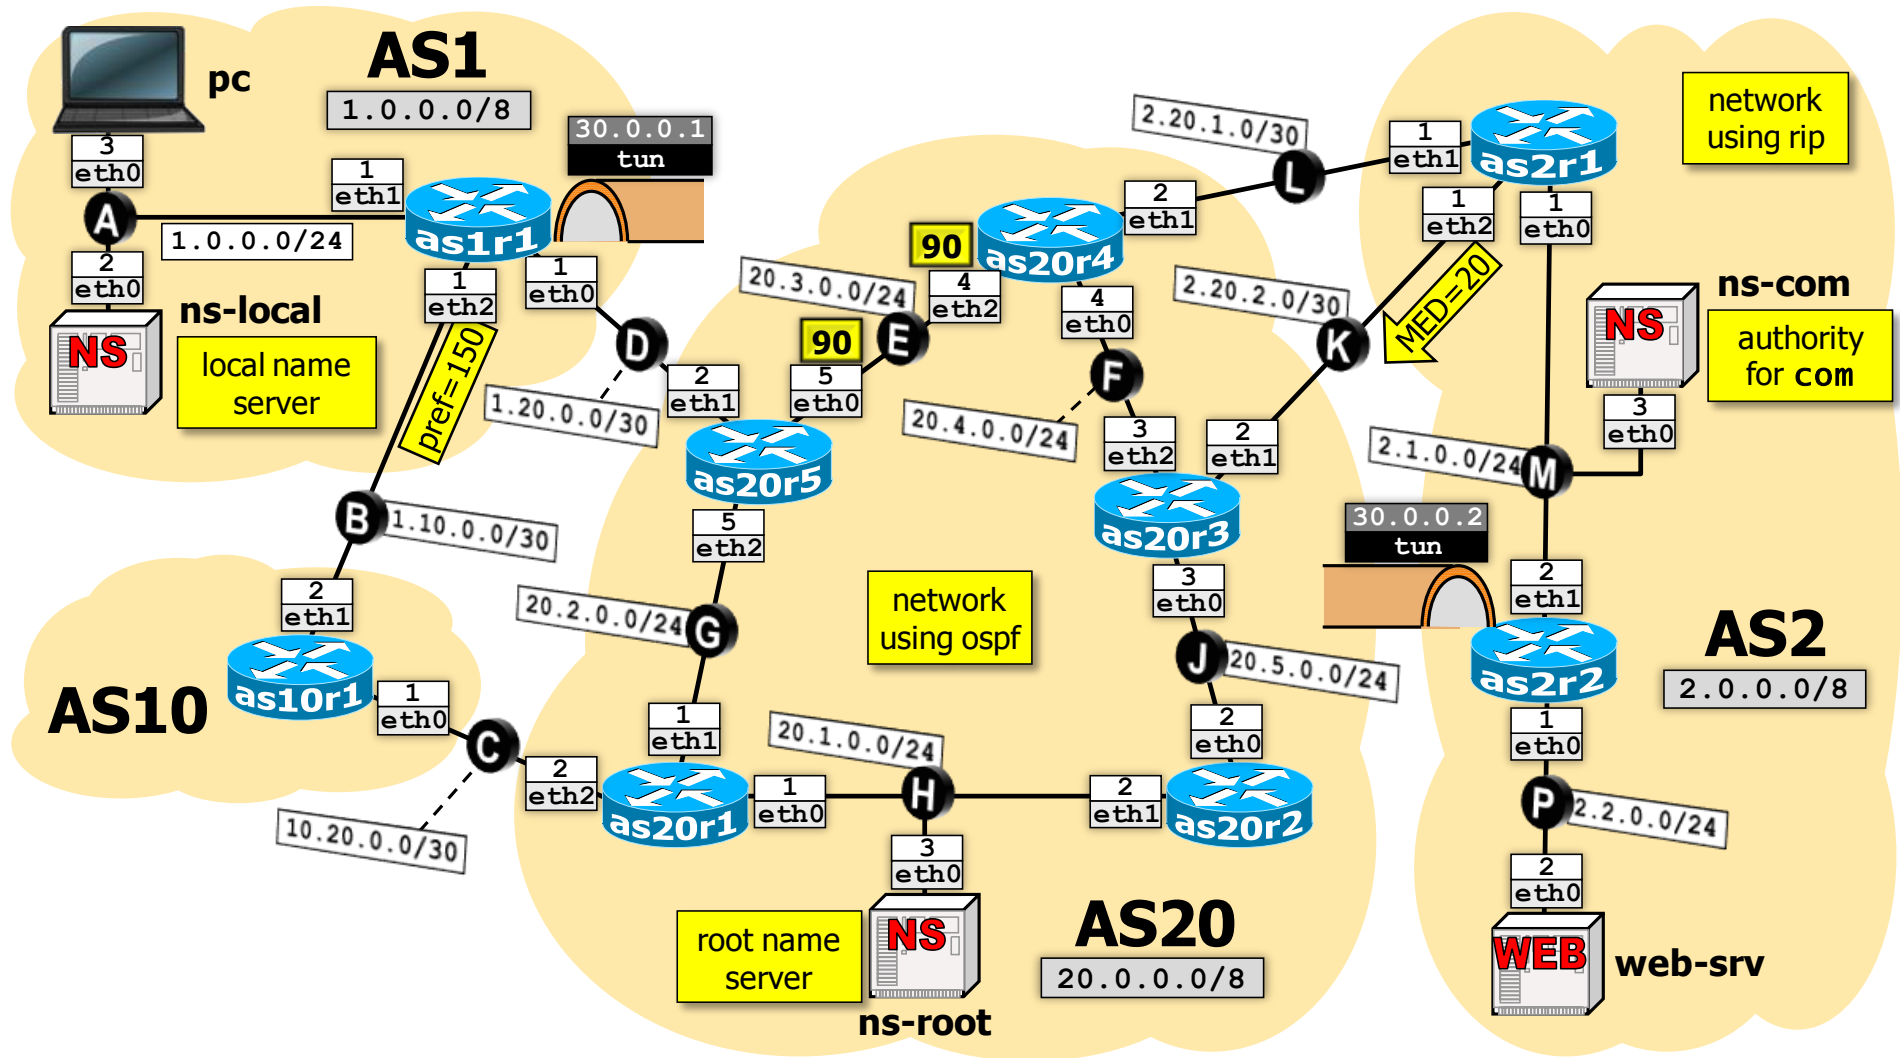 pc
AS1
1.0.0.0/8
30.0.0.1
tun
3
eth0
A
1.0.0.0/24
1
eth1
as1r1
2
eth0
ns-local
NS
local name
server
1
eth2
1
eth0
pref=150
D
1.20.0.0/30
2
eth1
B
1.10.0.0/30
2
eth1
as10r1
AS10
1
eth0
C
10.20.0.0/30
2
eth2
as20r1
1
eth1
1
eth0
20.2.0.0/24
G
5
eth2
as20r5
5
eth0
90
E
20.3.0.0/24
90
4
eth2
as20r4
2
eth1
4
eth0
F
20.4.0.0/24
3
eth2
as20r3
2
eth1
3
eth0
J
20.5.0.0/24
2
eth0
as20r2
2
eth1
H
20.1.0.0/24
3
eth0
NS
ns-root
root name
server
network
using ospf
AS20
20.0.0.0/8
2.20.1.0/30
L
1
eth1
as2r1
network
using rip
1
eth2
1
eth0
MED=20
2.20.2.0/30
K
ns-com
NS
authority
for com
3
eth0
2.1.0.0/24
M
30.0.0.2
tun
2
eth1
as2r2
AS2
2.0.0.0/8
1
eth0
P
2.2.0.0/24
2
eth0
WEB
web-srv